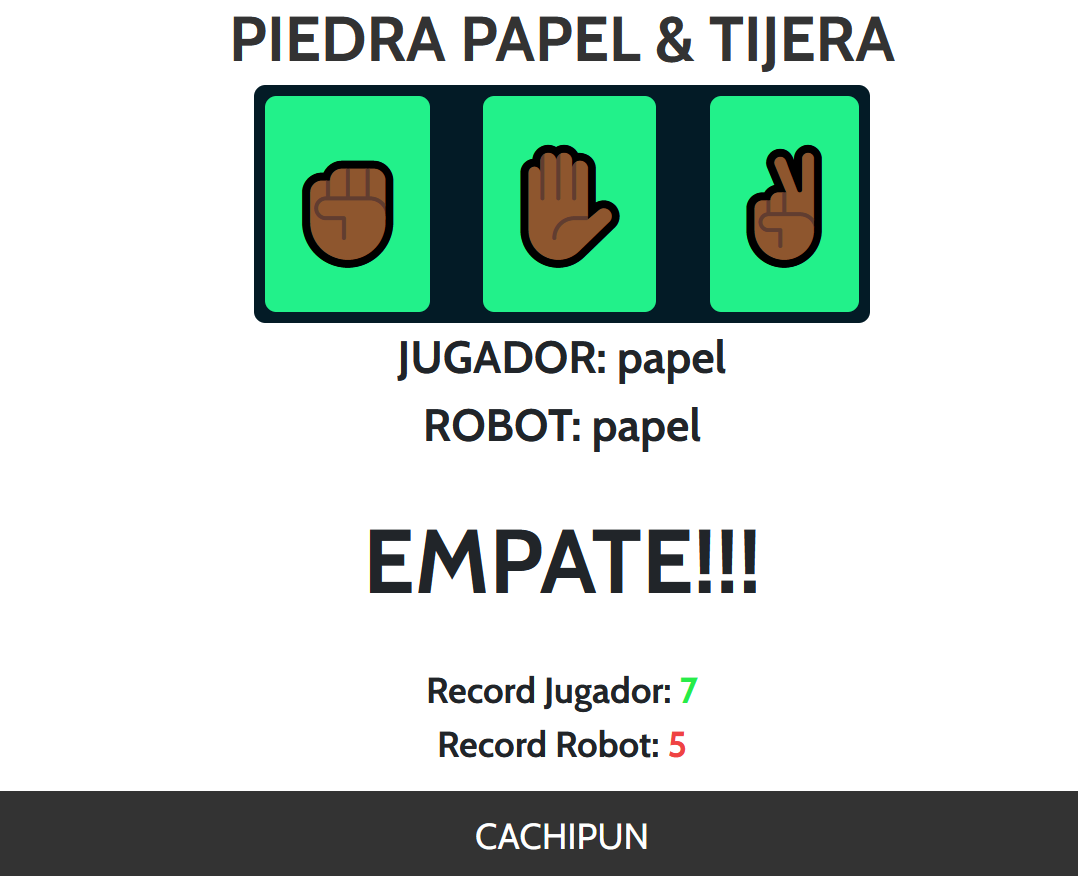 PIEDRA PAPEL & TIJERA
JUGADOR: papel
ROBOT: papel
EMPATE!!!
Record Jugador: 7
Record Robot: 5
CACHIPUN